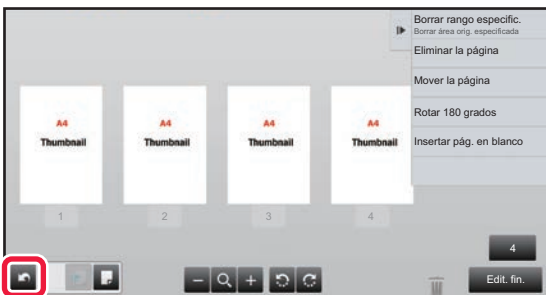 Borrar rango especific.
Borrar área orig. especificada
Eliminar la página
Mover la página
Rotar 180 grados
Insertar pág. en blanco
A4
Thumbnail
A4
Thumbnail
A4
Thumbnail
A4
Thumbnail
1
2
3
4
4
Edit. fin.